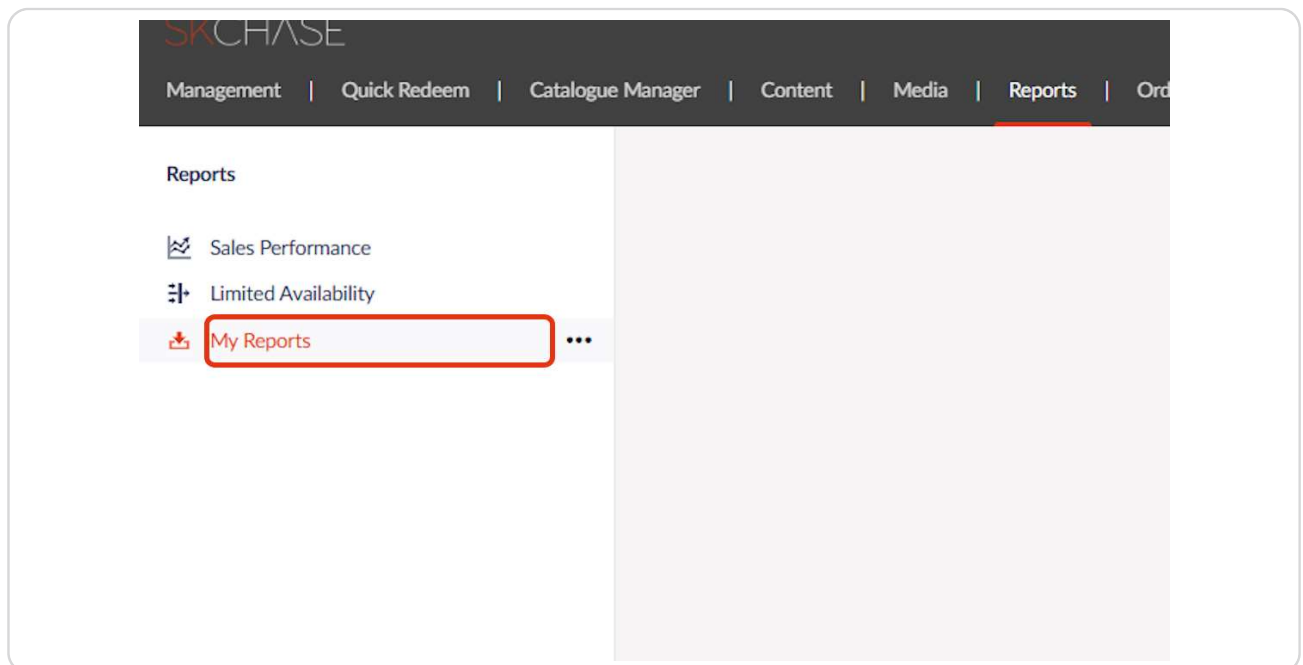 SKCHASE
Management | Quick Redeem | Catalogue Manager | Content | Media | Reports | Ord
Reports
Sales Performance
Limited Availability
My Reports